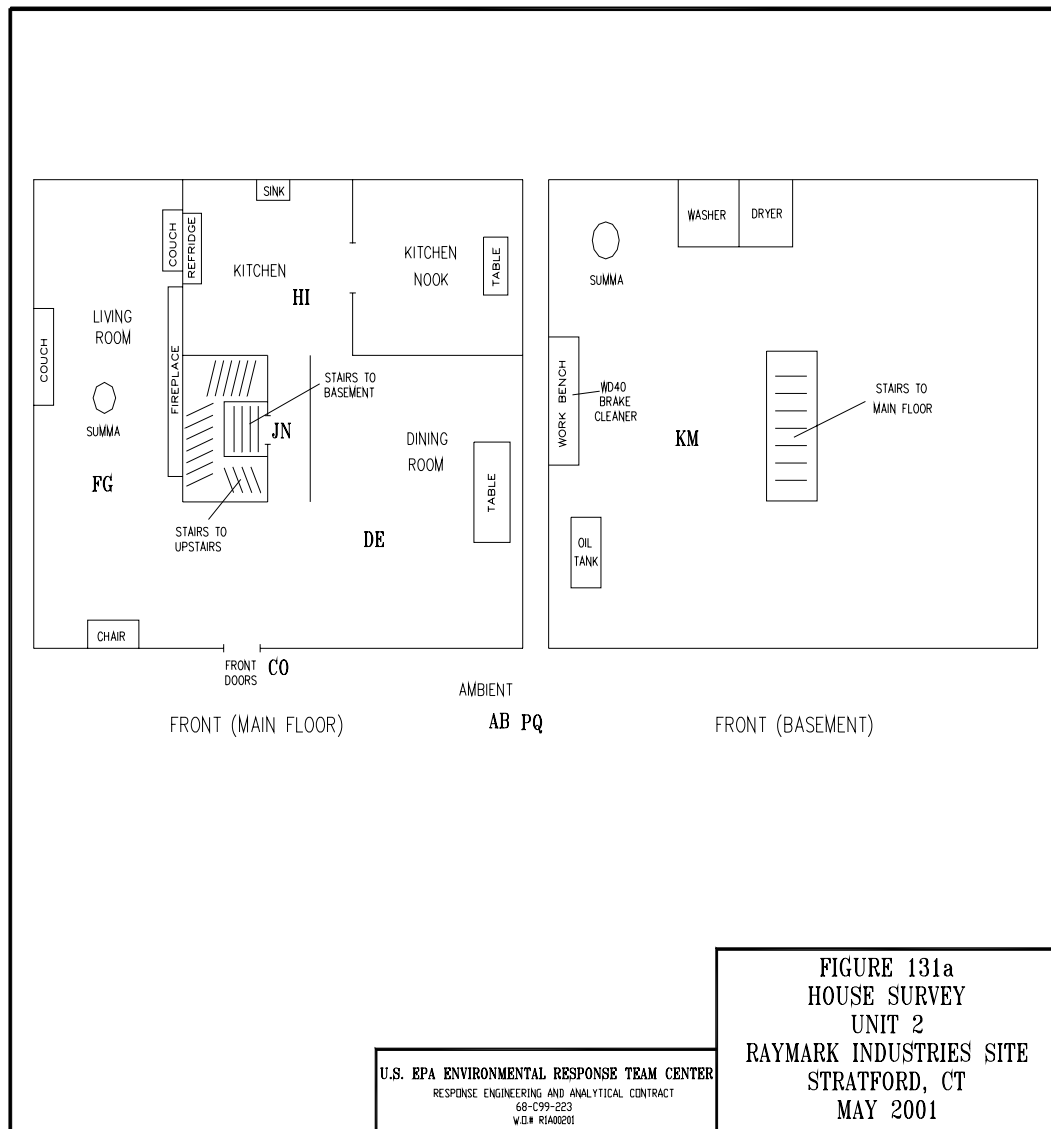 SINK
COUCH
REFRIDGE
KITCHEN
KITCHEN
NOOK
TABLE
HI
LIVING
ROOM
COUCH
FIREPLACE
SUMMA
STAIRS TO
BASEMENT
JN
DINING
ROOM
FG
TABLE
STAIRS TO
UPSTAIRS
DE
CHAIR
FRONT
DOORS
CO
AMBIENT
AB PQ
FRONT (MAIN FLOOR)
WASHER
DRYER
SUMMA
WORK BENCH
WD40
BRAKE
CLEANER
STAIRS TO
MAIN FLOOR
KM
OIL
TANK
FRONT (BASEMENT)
FIGURE 131a
HOUSE SURVEY
UNIT 2
RAYMARK INDUSTRIES SITE
STRATFORD, CT
MAY 2001
U.S. EPA ENVIRONMENTAL RESPONSE TEAM CENTER
RESPONSE ENGINEERING AND ANALYTICAL CONTRACT
68-C99-223
W.O.# R1A00201